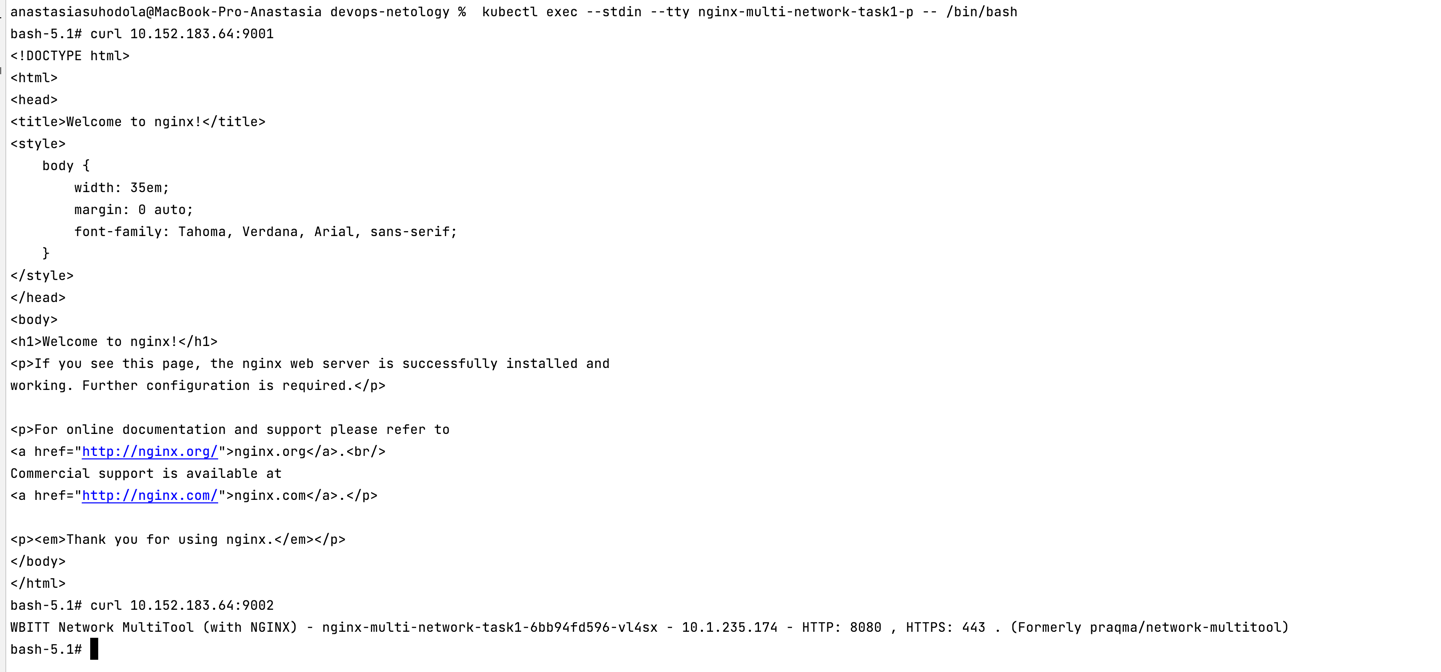 anastasiasuhodola@MacBook-Pro-Anastasia devops-netology %  kubectl exec --stdin --tty nginx-multi-network-task1-p -- /bin/bash
bash-5.1# curl 10.152.183.64:9001
<!DOCTYPE html>
<html>
<head>
<title>Welcome to nginx!</title>
<style>
    body {
        width: 35em;
        margin: 0 auto;
        font-family: Tahoma, Verdana, Arial, sans-serif;
    }
</style>
</head>
<body>
<h1>Welcome to nginx!</h1>
<p>If you see this page, the nginx web server is successfully installed and
working. Further configuration is required.</p>

<p>For online documentation and support please refer to
<a href="http://nginx.org/">nginx.org</a>.<br/>
Commercial support is available at
<a href="http://nginx.com/">nginx.com</a>.</p>

<p><em>Thank you for using nginx.</em></p>
</body>
</html>
bash-5.1# curl 10.152.183.64:9002
WBITT Network MultiTool (with NGINX) - nginx-multi-network-task1-6bb94fd596-vl4sx - 10.1.235.174 - HTTP: 8080 , HTTPS: 443 . (Formerly praqma/network-multitool)
bash-5.1#